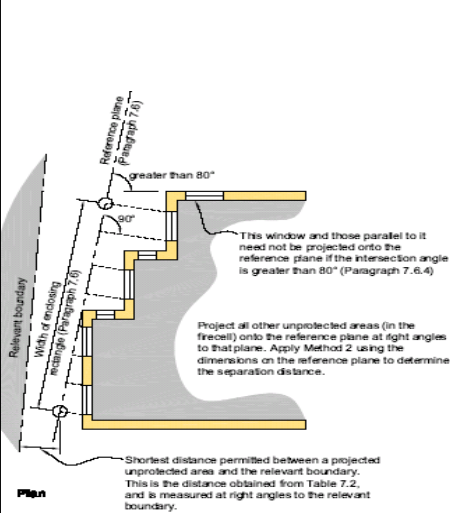 Reference plane
(Paragraph 7.6)
greater than 80°
90°
This window and those parallel to it
need not be projected onto the
reference plane if the intersection angle
is greater than 80° (Paragraph 7.6.4)
Relevant boundary
Width of enclosing
rectangle (Paragraph 7.6)
Project all other unprotected areas (in the
firecell) onto the reference plane at right angles
to that plane. Apply Method 2 using the
dimensions on the reference plane to determine
the separation distance.
Shortest distance permitted between a projected
unprotected area and the relevant boundary.
This is the distance obtained from Table 7.2,
and is measured at right angles to the relevant
boundary.
Plan